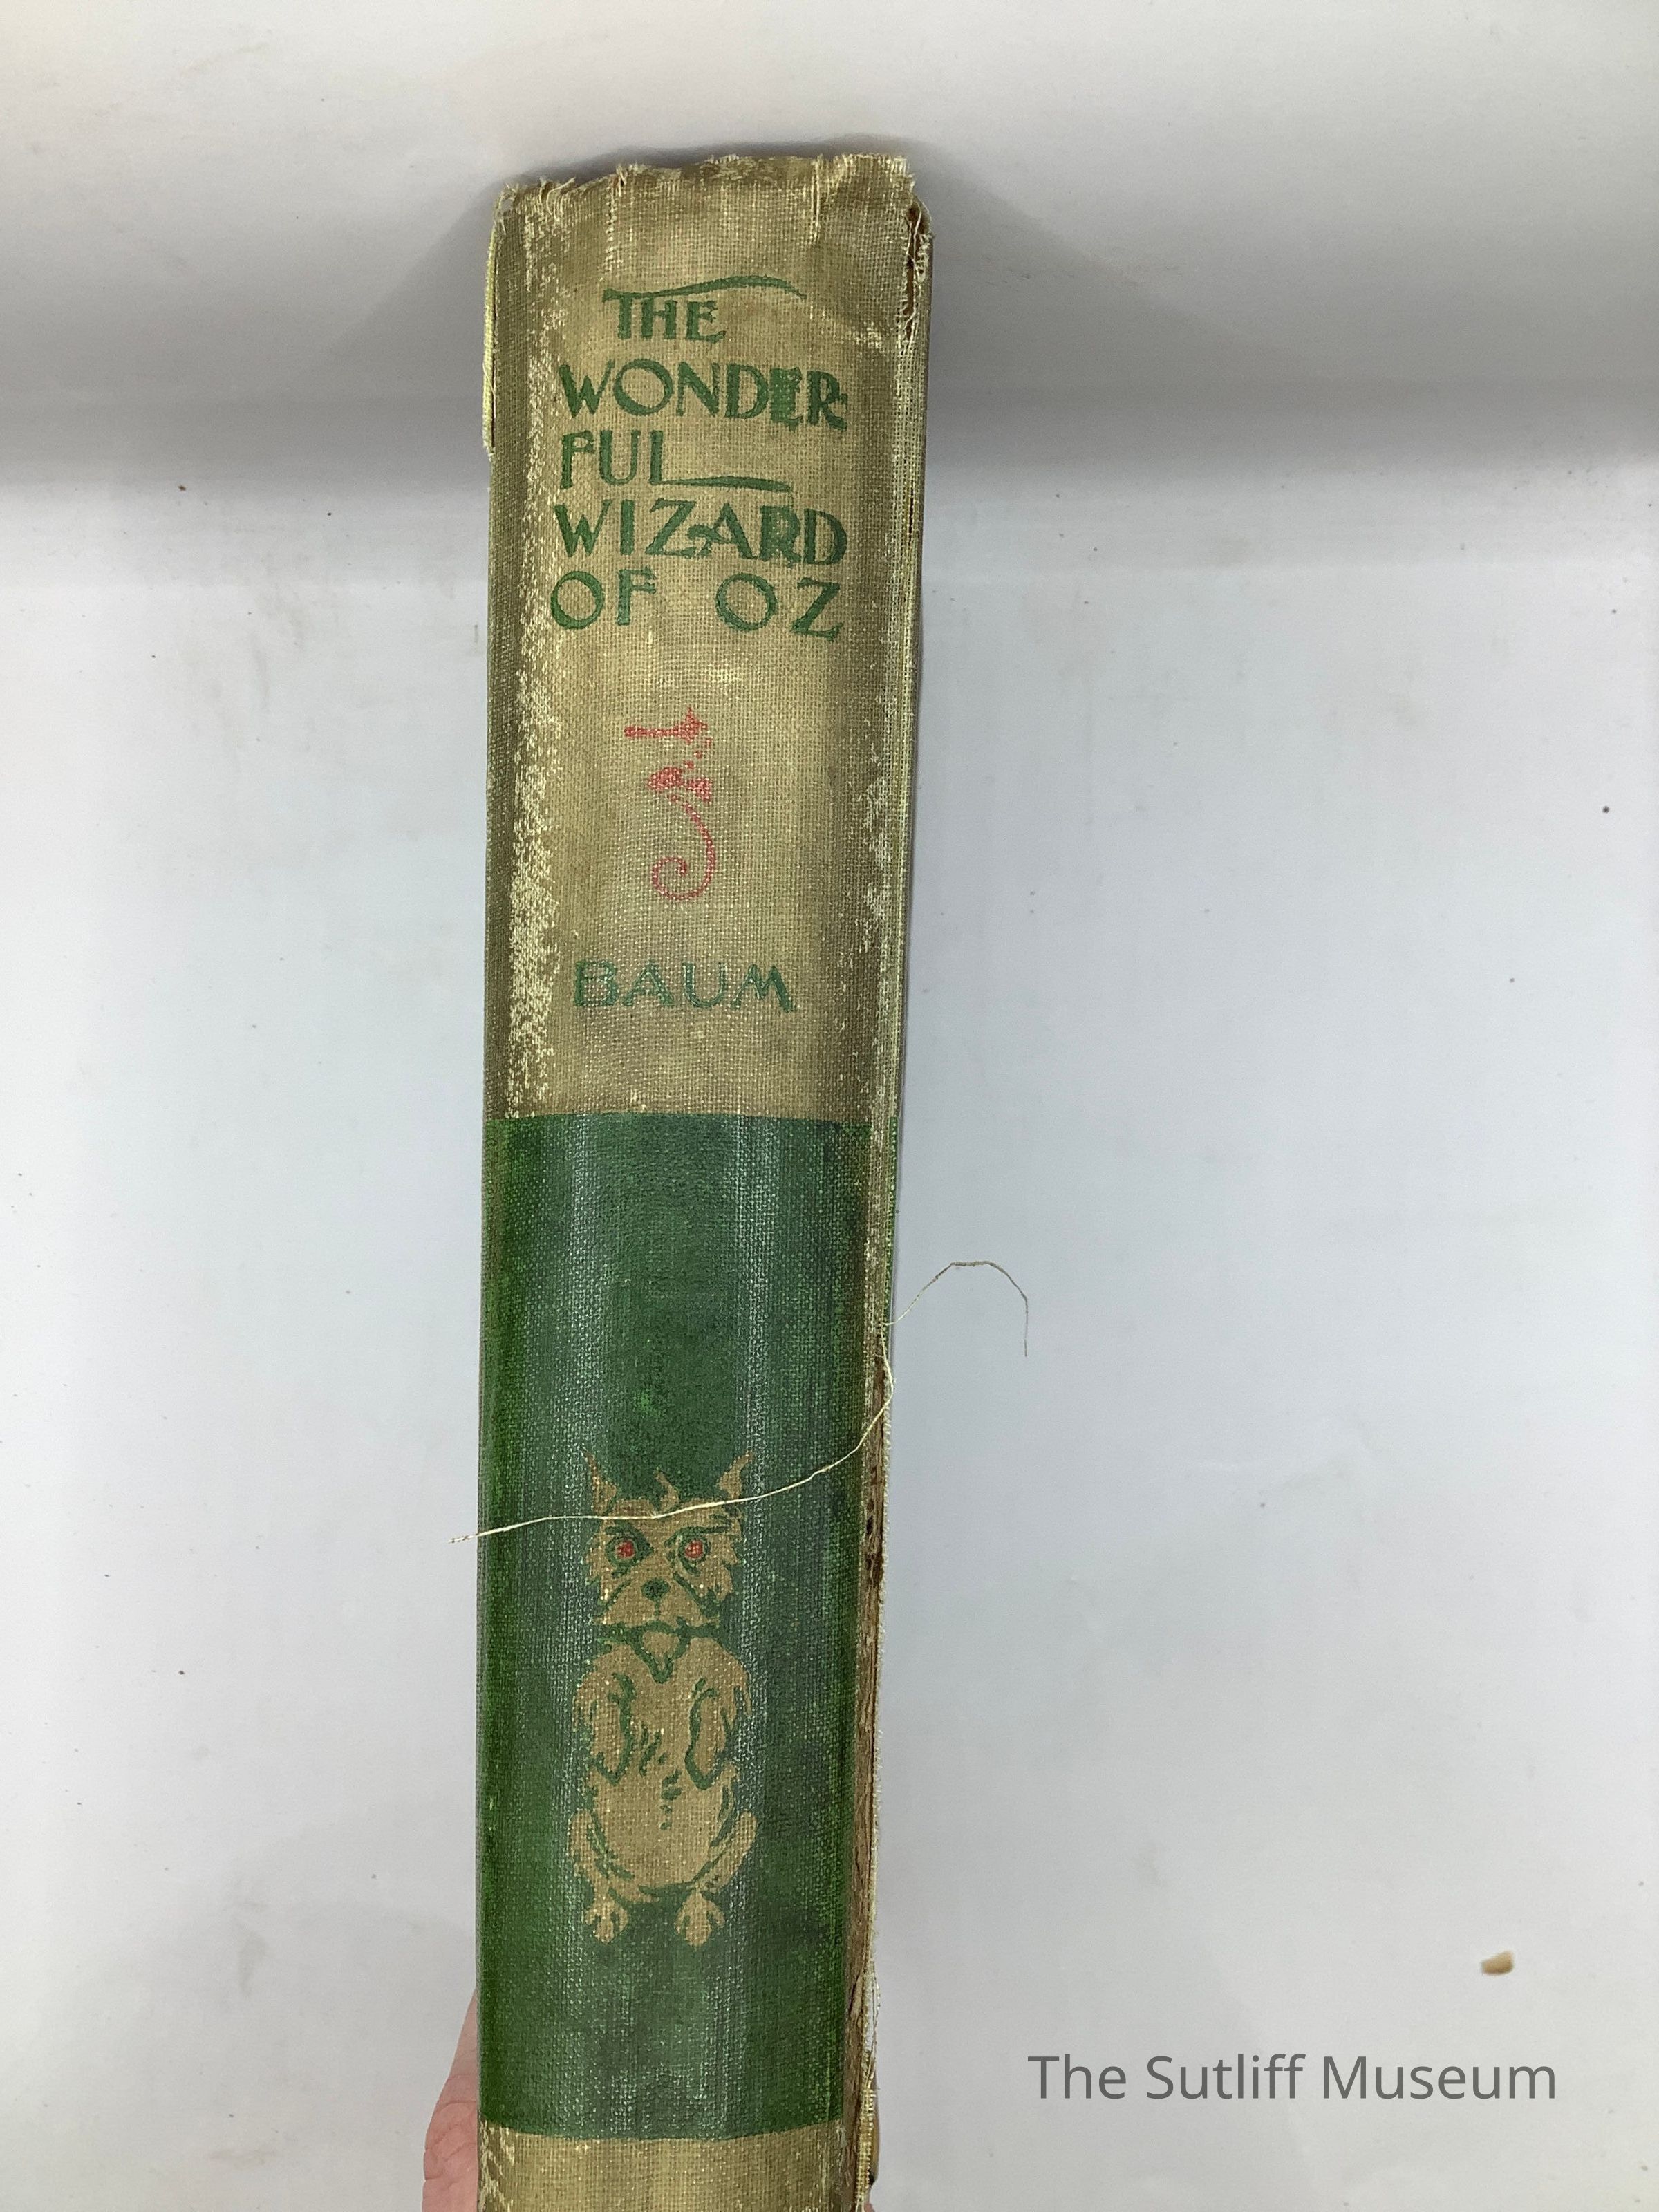 THE
WONDER-
FUL
WIZARD
OF OZ
BAUM
The Sutliff Museum